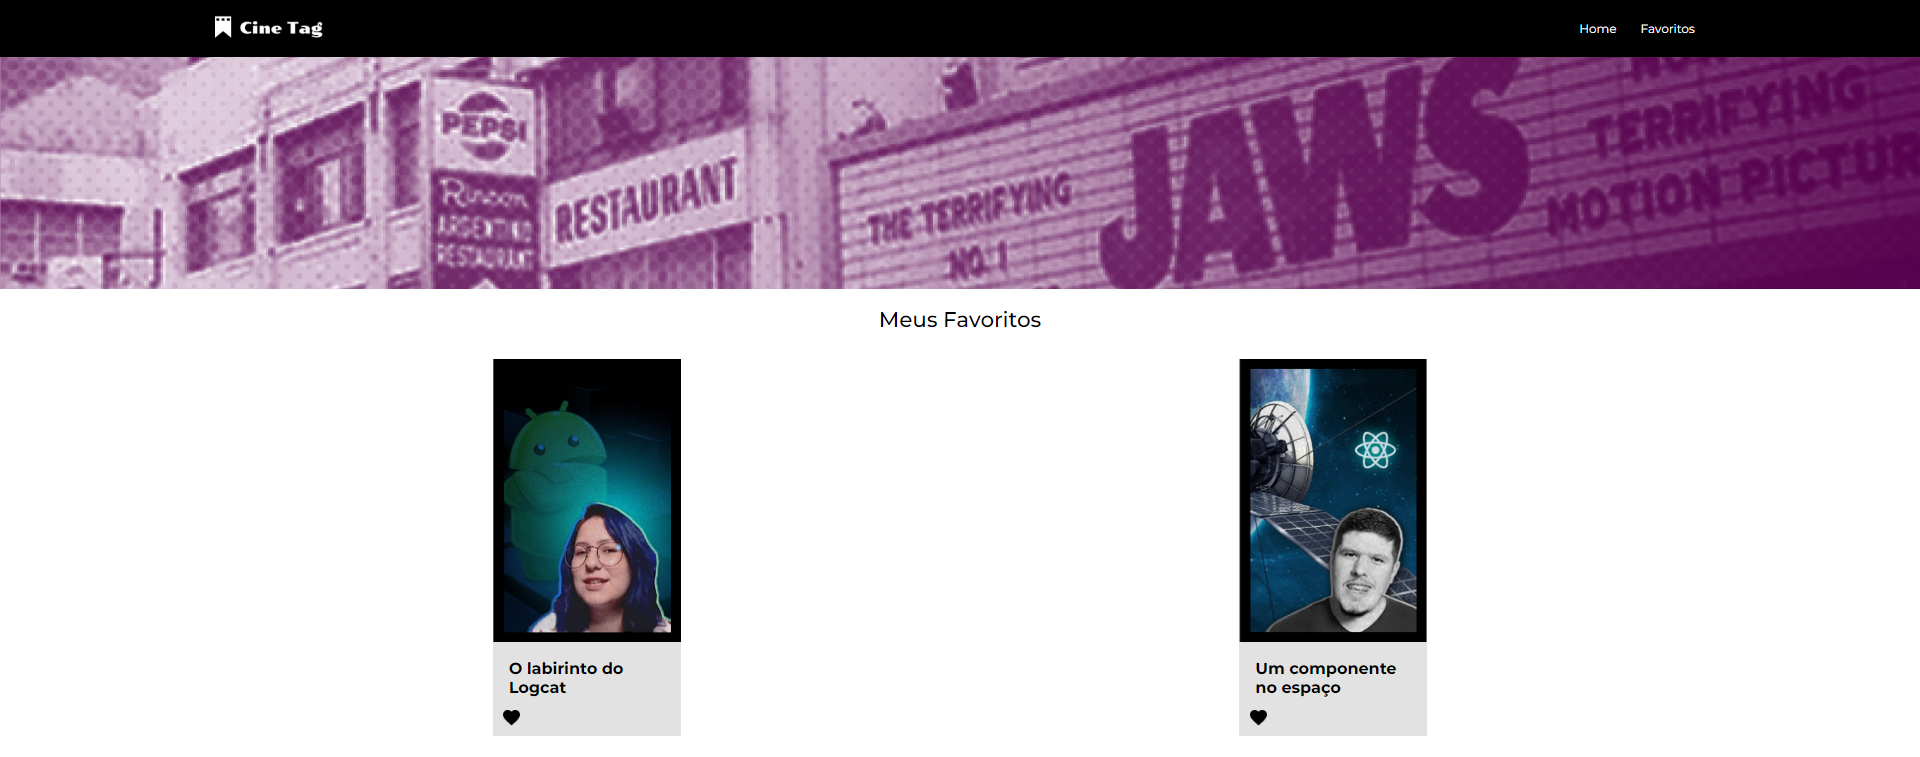 Cine Tag
Home
Favoritos
PEPSI
Rincon
ARGENTINO
RESTAURANT
RESTAURANT
THE TERRIFYING
NO. 1
JAWS
TERRIFYING
MOTION PICTUR
Meus Favoritos
O labirinto do
Logcat
Um componente
no espaço